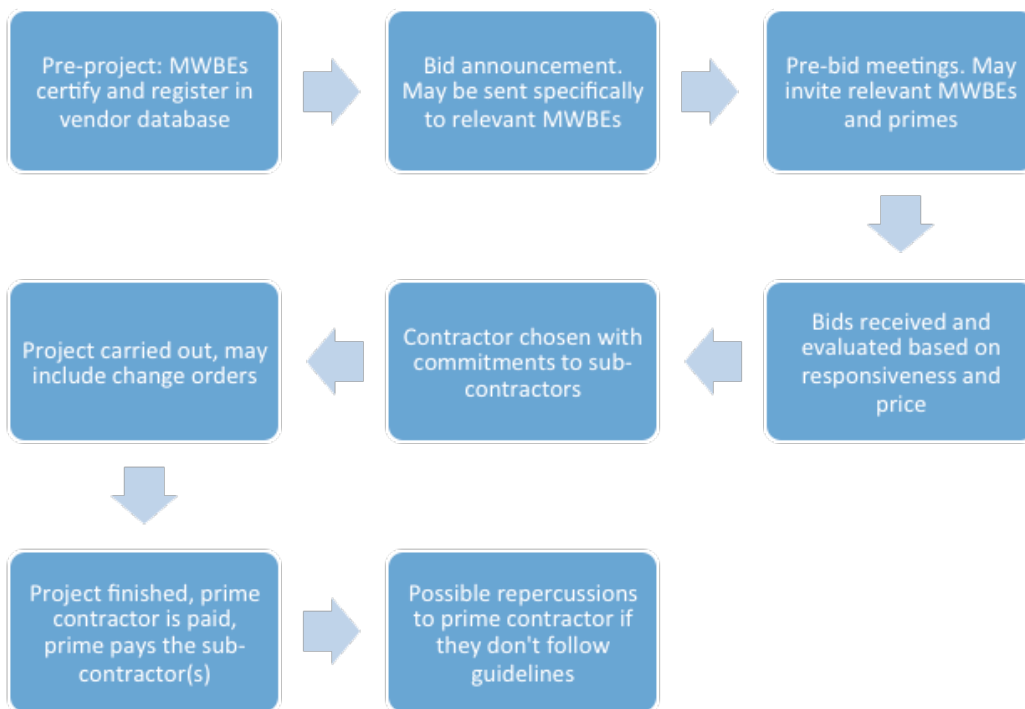 Pre-project: MWBEs
certify and register in
vendor database
Bid announcement.
May be sent specifically
to relevant MWBEs
Pre-bid meetings. May
invite relevant MWBEs
and primes
Bids received and
evaluated based on
responsiveness and
price
Contractor chosen with
commitments to sub-
contractors
Project carried out, may
include change orders
Project finished, prime
contractor is paid,
prime pays the sub-
contractor(s)
Possible repercussions
to prime contractor if
they don't follow
guidelines